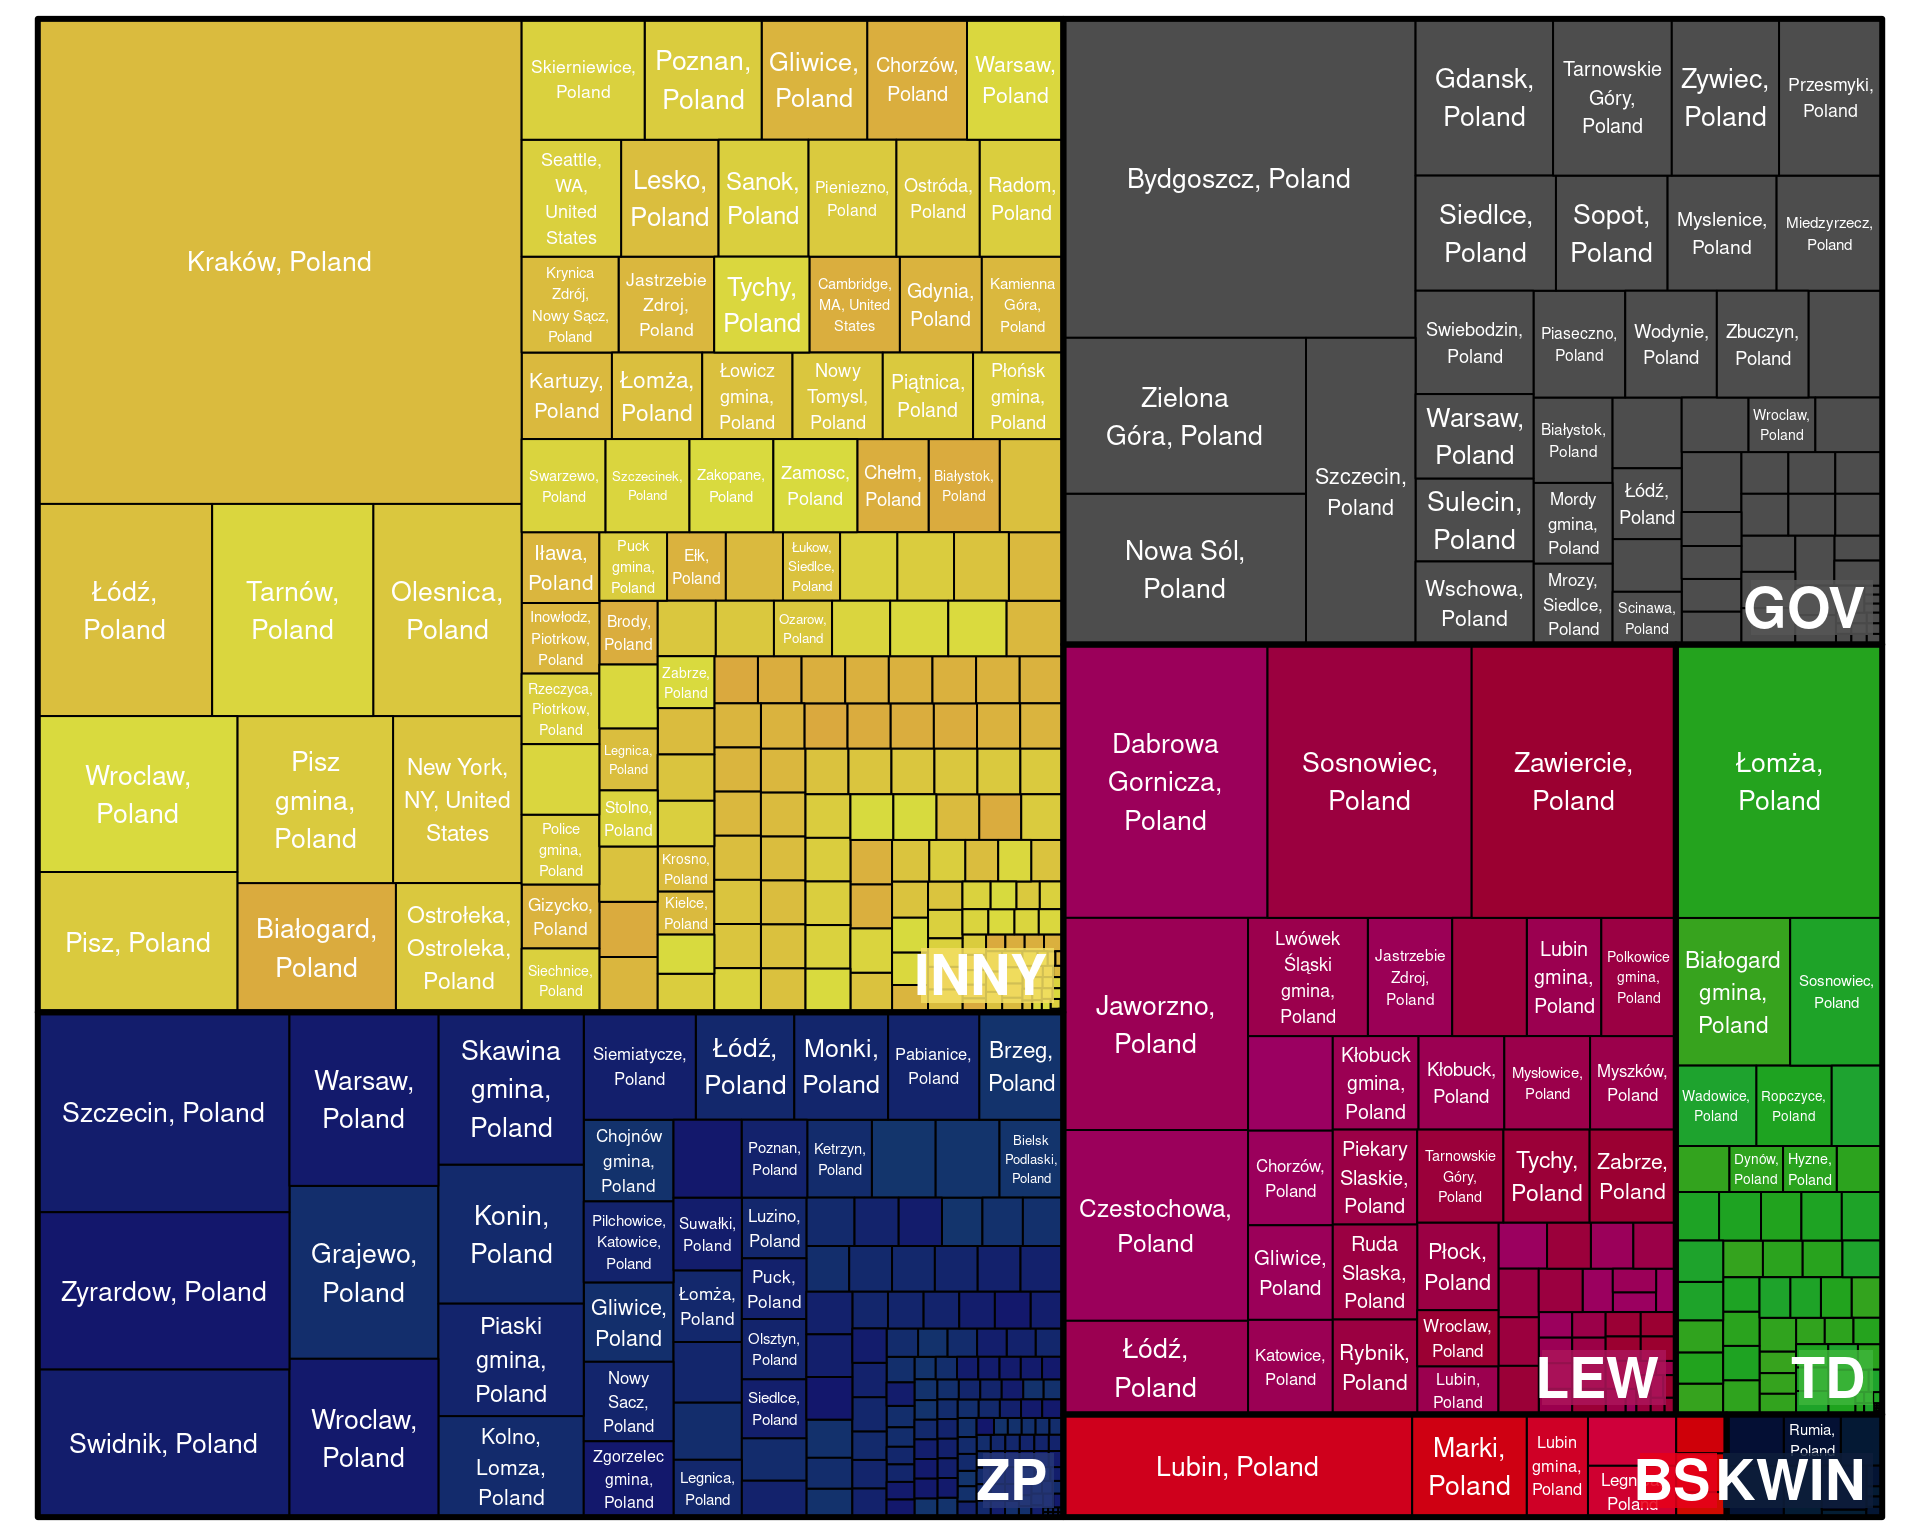 Kraków, Poland
Łódź,
Poland
Tarnów,
Poland
Olesnica,
Poland
Wroclaw,
Poland
Pisz
gmina,
Poland
New York,
NY, United
States
Pisz, Poland
Białogard,
Poland
Ostrołeka,
Ostroleka,
Poland
Skierniewice,
Poland
Poznan,
Poland
Gliwice,
Poland
Chorzów,
Poland
Warsaw,
Poland
Seattle,
WA,
United
States
Lesko,
Poland
Sanok,
Poland
Pieniezno,
Poland
Ostróda,
Poland
Radom,
Poland
Krynica
Zdrój,
Nowy Sącz,
Poland
Jastrzebie
Zdroj,
Poland
Tychy,
Poland
Cambridge,
MA, United
States
Gdynia,
Poland
Kamienna
Góra,
Poland
Kartuzy,
Poland
Łomża,
Poland
Łowicz
gmina,
Poland
Nowy
Tomysl,
Poland
Piątnica,
Poland
Płońsk
gmina,
Poland
Swarzewo,
Poland
Szczecinek,
Poland
Zakopane,
Poland
Zamosc,
Poland
Chełm,
Poland
Białystok,
Poland
Iława,
Poland
Puck
gmina,
Poland
Ełk,
Poland
Łukow,
Siedlce,
Poland
Inowłodz,
Piotrkow,
Poland
Brody,
Poland
Ozarow,
Poland
Rzeczyca,
Piotrkow,
Poland
Zabrze,
Poland
Legnica,
Poland
Stolno,
Poland
Police
gmina,
Poland
Krosno,
Poland
Gizycko,
Poland
Kielce,
Poland
Siechnice,
Poland
INNY
Bydgoszcz, Poland
Zielona
Góra, Poland
Nowa Sól,
Poland
Szczecin,
Poland
Gdansk,
Poland
Tarnowskie
Góry,
Poland
Zywiec,
Poland
Przesmyki,
Poland
Siedlce,
Poland
Sopot,
Poland
Myslenice,
Poland
Miedzyrzecz,
Poland
Swiebodzin,
Poland
Piaseczno,
Poland
Wodynie,
Poland
Zbuczyn,
Poland
Warsaw,
Poland
Białystok,
Poland
Wroclaw,
Poland
Sulecin,
Poland
Mordy
gmina,
Poland
Łódź,
Poland
Wschowa,
Poland
Mrozy,
Siedlce,
Poland
Scinawa,
Poland
GOV
Szczecin, Poland
Zyrardow, Poland
Swidnik, Poland
Warsaw,
Poland
Grajewo,
Poland
Wroclaw,
Poland
Skawina
gmina,
Poland
Konin,
Poland
Piaski
gmina,
Poland
Kolno,
Lomza,
Poland
Siemiatycze,
Poland
Łódź,
Poland
Monki,
Poland
Pabianice,
Poland
Brzeg,
Poland
Chojnów
gmina,
Poland
Poznan,
Poland
Ketrzyn,
Poland
Bielsk
Podlaski,
Poland
Pilchowice,
Katowice,
Poland
Suwałki,
Poland
Luzino,
Poland
Gliwice,
Poland
Łomża,
Poland
Puck,
Poland
Olsztyn,
Poland
Nowy
Sacz,
Poland
Siedlce,
Poland
Zgorzelec
gmina,
Poland
Legnica,
Poland
ZP
Dabrowa
Gornicza,
Poland
Sosnowiec,
Poland
Zawiercie,
Poland
Jaworzno,
Poland
Czestochowa,
Poland
Łódź,
Poland
Lwówek
Śląski
gmina,
Poland
Jastrzebie
Zdroj,
Poland
Lubin
gmina,
Poland
Polkowice
gmina,
Poland
Kłobuck
gmina,
Poland
Kłobuck,
Poland
Mysłowice,
Poland
Myszków,
Poland
Chorzów,
Poland
Piekary
Slaskie,
Poland
Tarnowskie
Góry,
Poland
Tychy,
Poland
Zabrze,
Poland
Gliwice,
Poland
Ruda
Slaska,
Poland
Płock,
Poland
Katowice,
Poland
Rybnik,
Poland
Wroclaw,
Poland
Lubin,
Poland
LEW
Łomża,
Poland
Białogard
gmina,
Poland
Sosnowiec,
Poland
Wadowice,
Poland
Ropczyce,
Poland
Dynów,
Poland
Hyzne,
Poland
TD
Lubin, Poland
Marki,
Poland
Lubin
gmina,
Poland
BS
Rumia,
Poland
KWIN